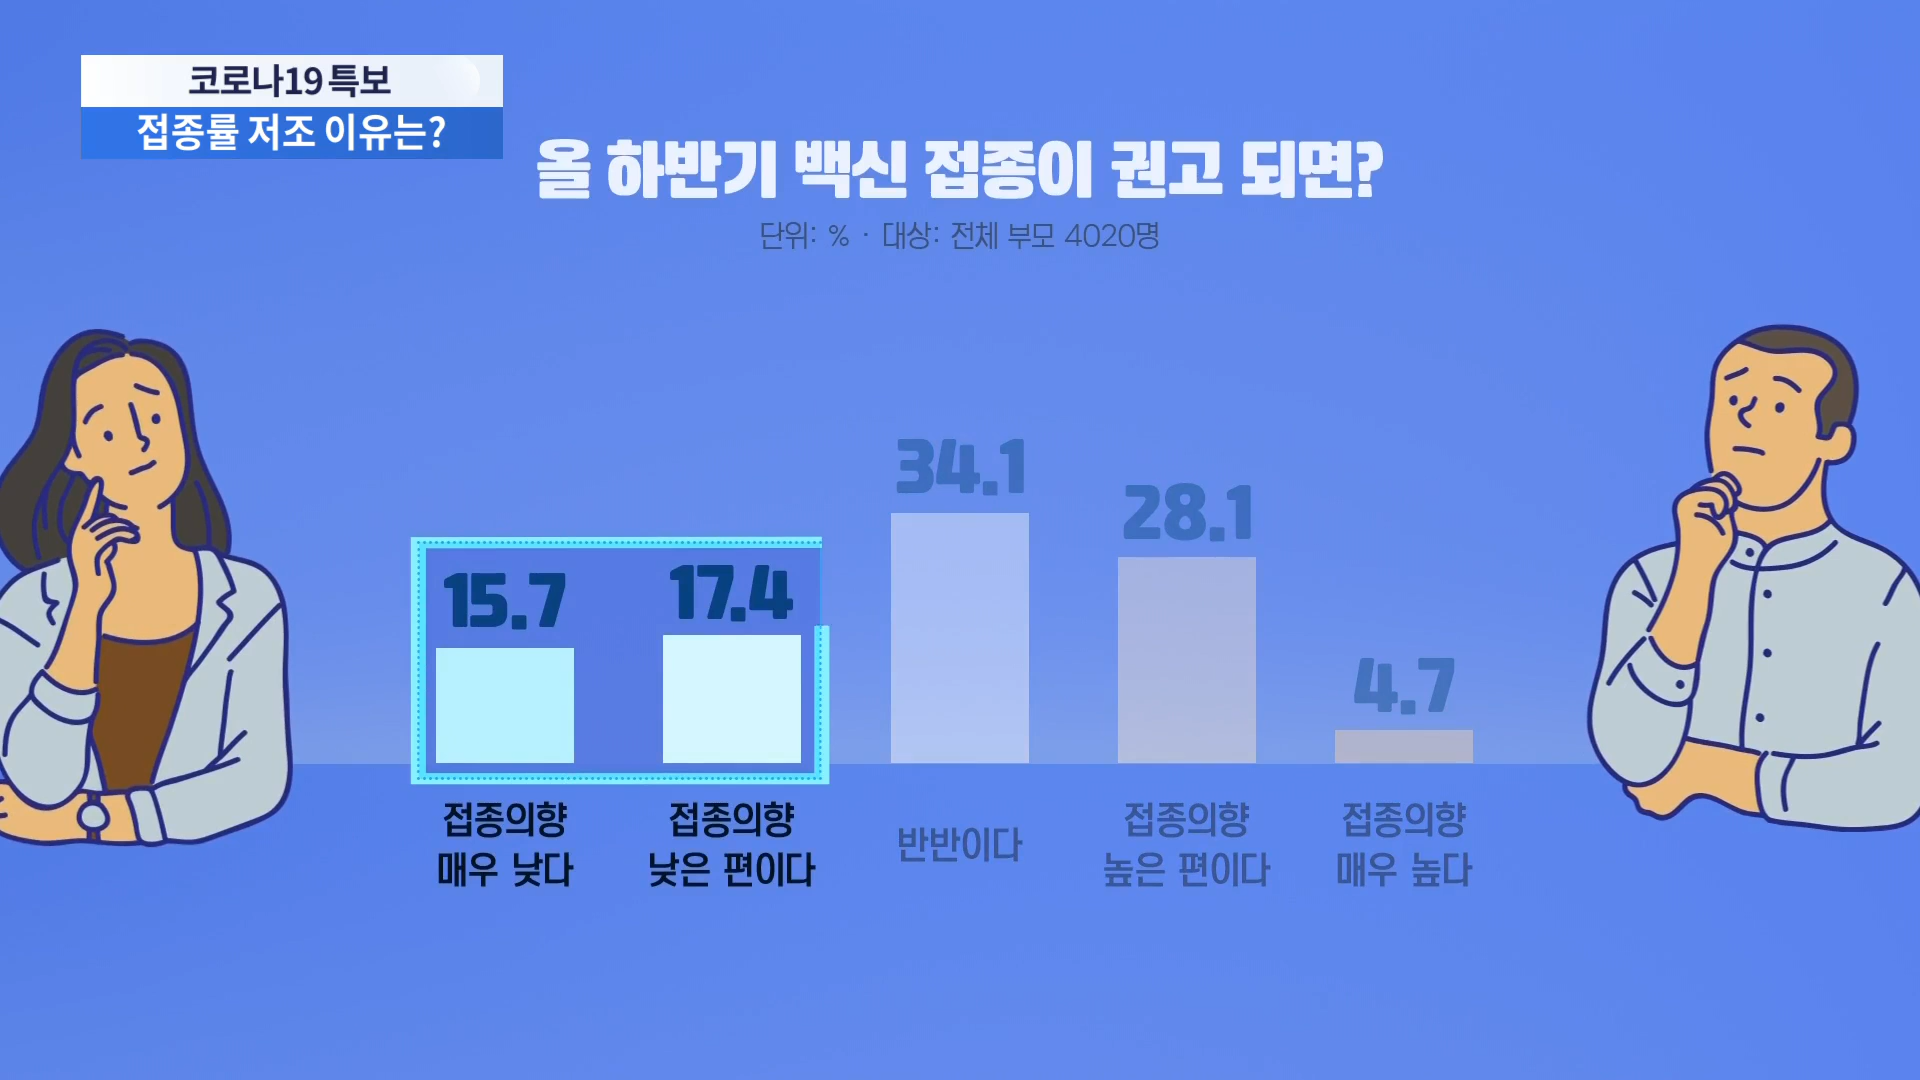 코로나19 특보
접종률 저조 이유는?
올 하반기 백신 접종이 권고 되면?
단위: % · 대상: 전체 부모 4020명
15.7
17.4
34.1
28.1
4.7
접종의향
매우 낮다
접종의향
낮은 편이다
반반이다
접종의향
높은 편이다
접종의향
매우 높다